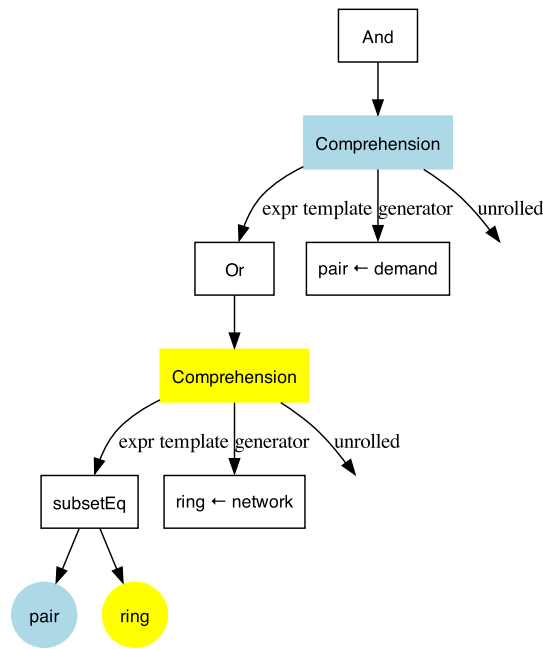 And
Comprehension
expr template
generator
unrolled
Or
pair ← demand
Comprehension
expr template
generator
unrolled
subsetEq
ring ← network
pair
ring